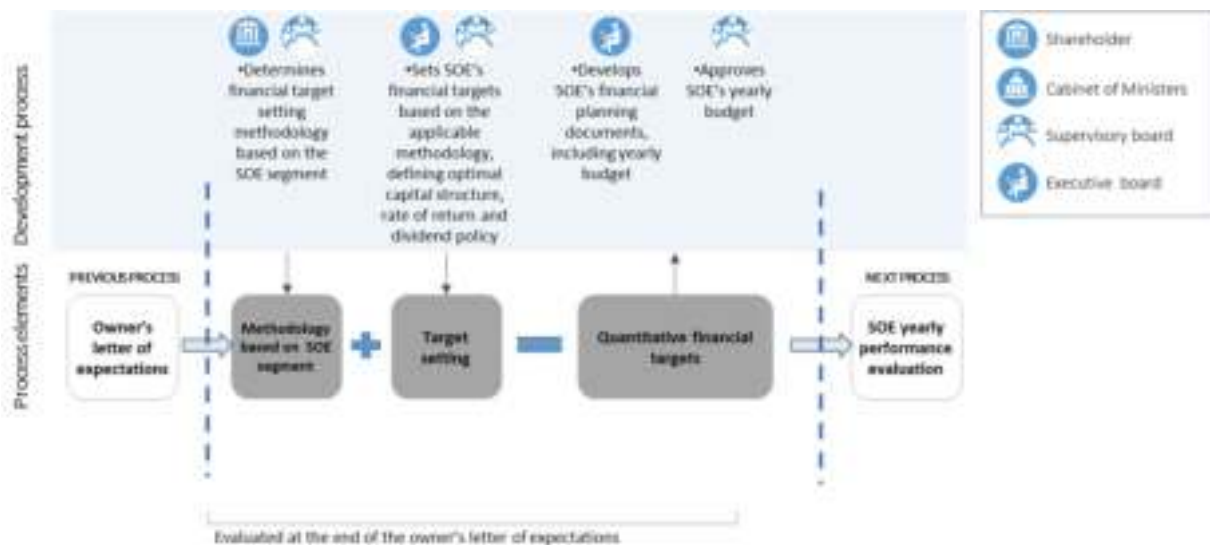 Development process
•Determines
financial target
setting
methodology
based on the
SOE segment
•Sets SOE's
financial targets
based on the
applicable
methodology,
defining optimal
capital structure,
rate of return and
dividend policy
•Develops
SOE's financial
planning
documents,
including yearly
budget
•Approves
SOE's yearly
budget
Shareholder
Cabinet of Ministers
Supervisory board
Executive board
Process elements
PREVIOUS PROCESS
Owner's
letter of
expectations
Methodology
based on SOE
segment
Target
setting
Quantitative financial
targets
NEXT PROCESS
SOE yearly
performance
evaluation
Evaluated at the end of the owner's letter of expectations